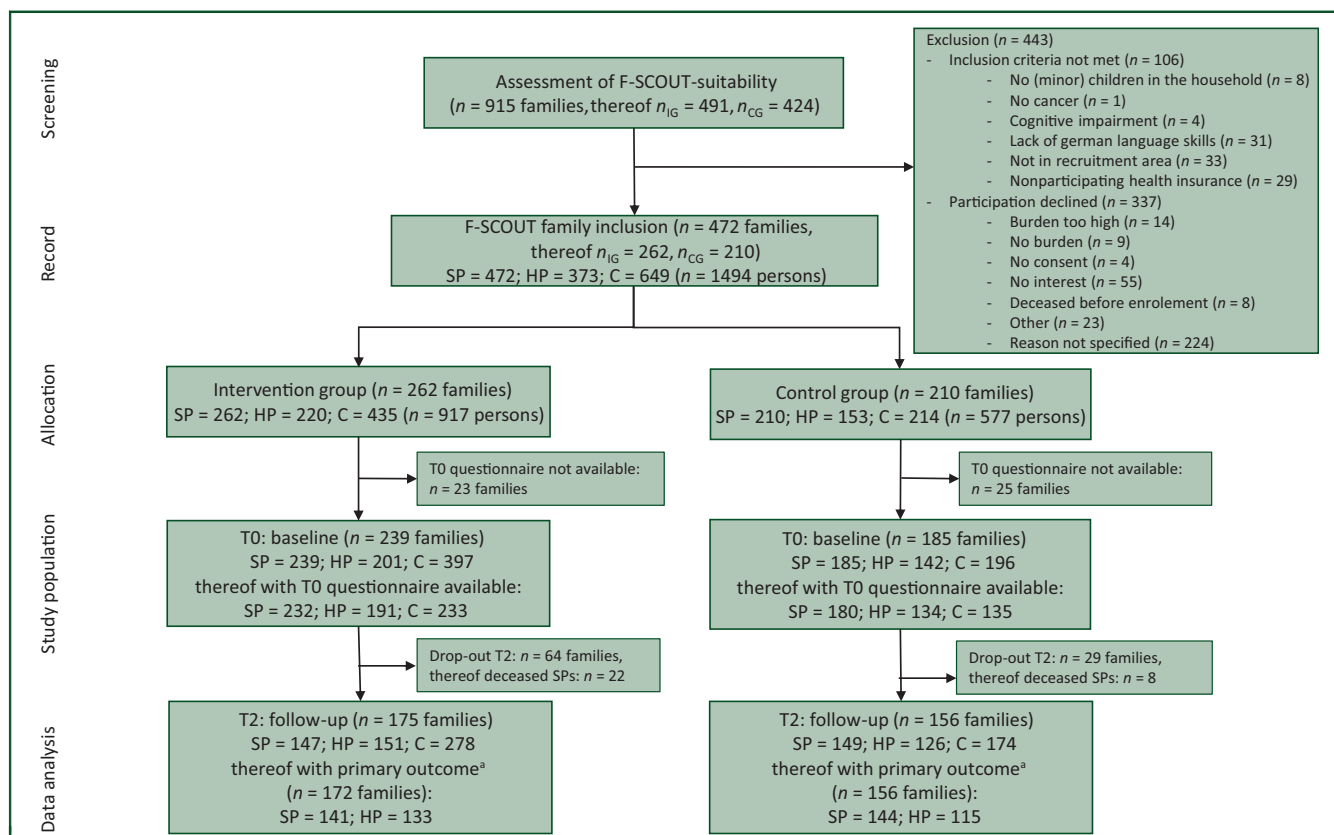 Screening
Assessment of F-SCOUT-suitability
(n = 915 families, thereof nIG = 491, nCG = 424)
Exclusion (n = 443)
- Inclusion criteria not met (n = 106)
- No (minor) children in the household (n = 8)
- No cancer (n = 1)
- Cognitive impairment (n = 4)
- Lack of german language skills (n = 31)
- Not in recruitment area (n = 33)
- Nonparticipating health insurance (n = 29)
- Participation declined (n = 337)
- Burden too high (n = 14)
- No burden (n = 9)
- No consent (n = 4)
- No interest (n = 55)
- Deceased before enrolement (n = 8)
- Other (n = 23)
- Reason not specified (n = 224)
Record
F-SCOUT family inclusion (n = 472 families,
thereof nIG = 262, nCG = 210)
SP = 472; HP = 373; C = 649 (n = 1494 persons)
Allocation
Intervention group (n = 262 families)
SP = 262; HP = 220; C = 435 (n = 917 persons)
Control group (n = 210 families)
SP = 210; HP = 153; C = 214 (n = 577 persons)
T0 questionnaire not available:
n = 23 families
T0 questionnaire not available:
n = 25 families
Study population
T0: baseline (n = 239 families)
SP = 239; HP = 201; C = 397
thereof with T0 questionnaire available:
SP = 232; HP = 191; C = 233
T0: baseline (n = 185 families)
SP = 185; HP = 142; C = 196
thereof with T0 questionnaire available:
SP = 180; HP = 134; C = 135
Drop-out T2: n = 64 families,
thereof deceased SPs: n = 22
Drop-out T2: n = 29 families,
thereof deceased SPs: n = 8
Data analysis
T2: follow-up (n = 175 families)
SP = 147; HP = 151; C = 278
thereof with primary outcomeᵃ
(n = 172 families):
SP = 141; HP = 133
T2: follow-up (n = 156 families)
SP = 149; HP = 126; C = 174
thereof with primary outcomeᵃ
(n = 156 families):
SP = 144; HP = 115